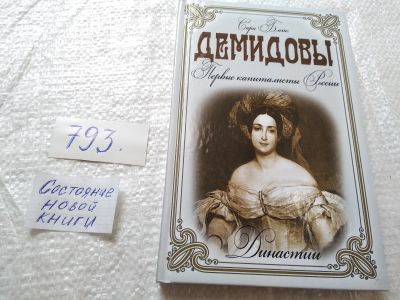 Сара Блейк
ДЕМИДОВЫ
Первые капиталисты России
Династии
793.
Состояние
новой
книги